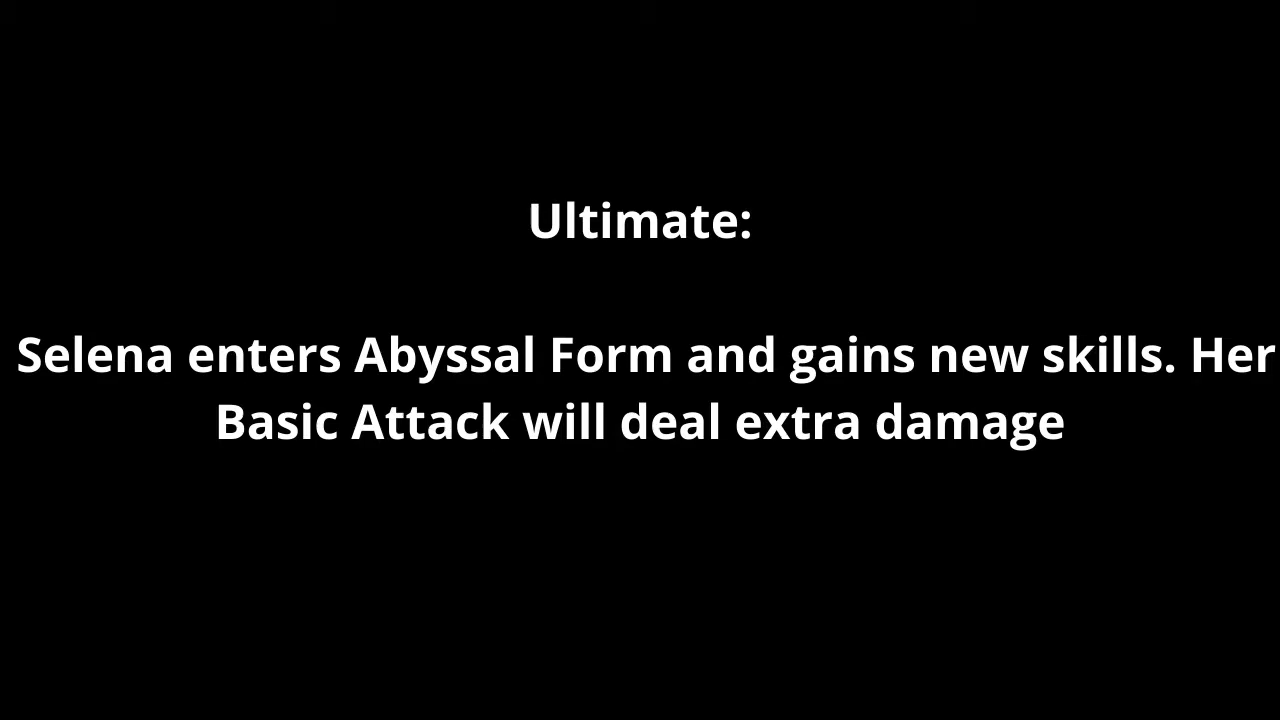 Ultimate:
Selena enters Abyssal Form and gains new skills. Her
Basic Attack will deal extra damage